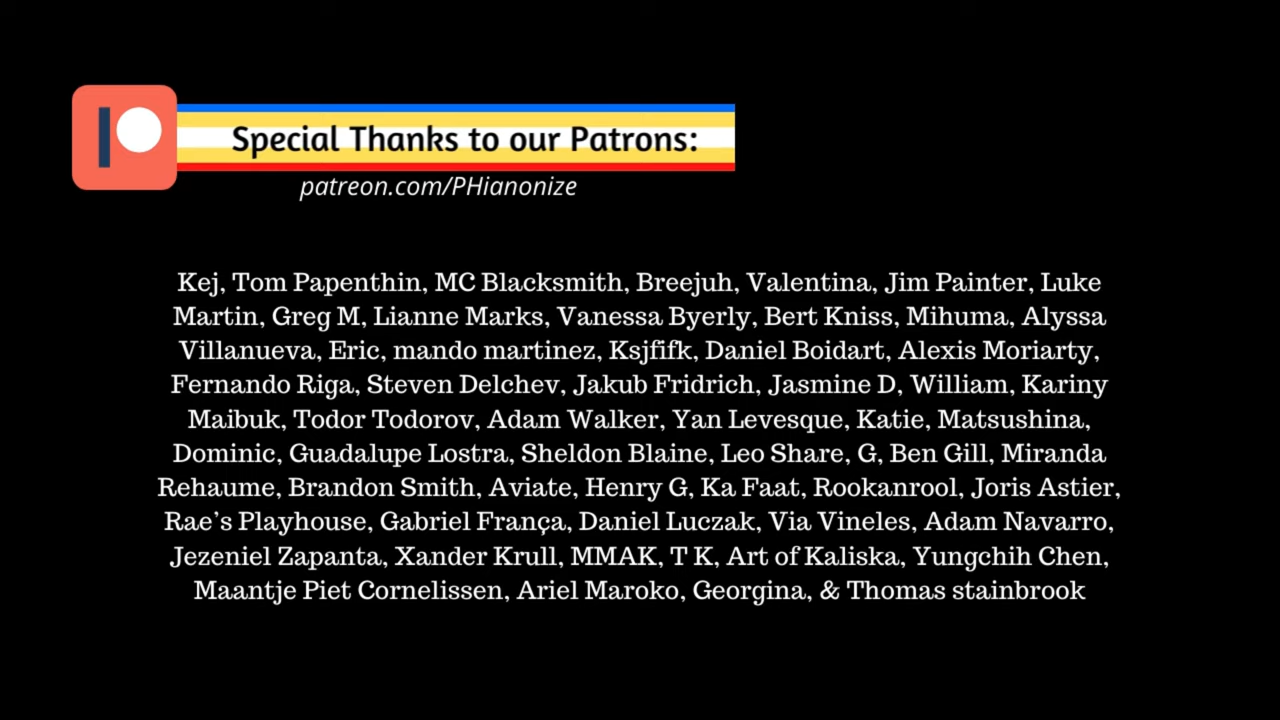 Special Thanks to our Patrons:
patreon.com/PHianonize
Kej, Tom Papenthin, MC Blacksmith, Breejuh, Valentina, Jim Painter, Luke
Martin, Greg M, Lianne Marks, Vanessa Byerly, Bert Kniss, Mihuma, Alyssa
Villanueva, Eric, mando martinez, Ksjfifk, Daniel Boidart, Alexis Moriarty,
Fernando Riga, Steven Delchev, Jakub Fridrich, Jasmine D, William, Kariny
Maibuk, Todor Todorov, Adam Walker, Yan Levesque, Katie, Matsushina,
Dominic, Guadalupe Lostra, Sheldon Blaine, Leo Share, G, Ben Gill, Miranda
Rehaume, Brandon Smith, Aviate, Henry G, Ka Faat, Rookanrool, Joris Astier,
Rae’s Playhouse, Gabriel França, Daniel Luczak, Via Vineles, Adam Navarro,
Jezeniel Zapanta, Xander Krull, MMAK, T K, Art of Kaliska, Yungchih Chen,
Maantje Piet Cornelissen, Ariel Maroko, Georgina, & Thomas stainbrook